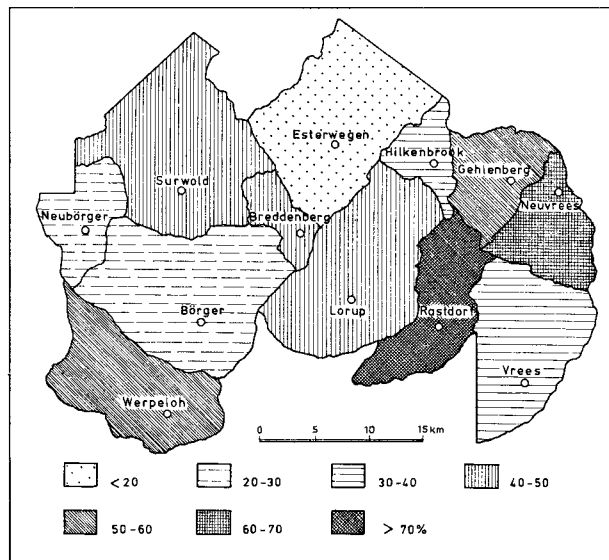 Esterwegen
Hilkenbrook
Gehlenberg
Surwold
Neuvrees
Breddenberg
Neubörger
Lorup
Börger
Rastdorf
Vrees
Werpeloh
0 5 10 15 km
<20 20-30 30-40 40-50
50-60 60-70 >70%